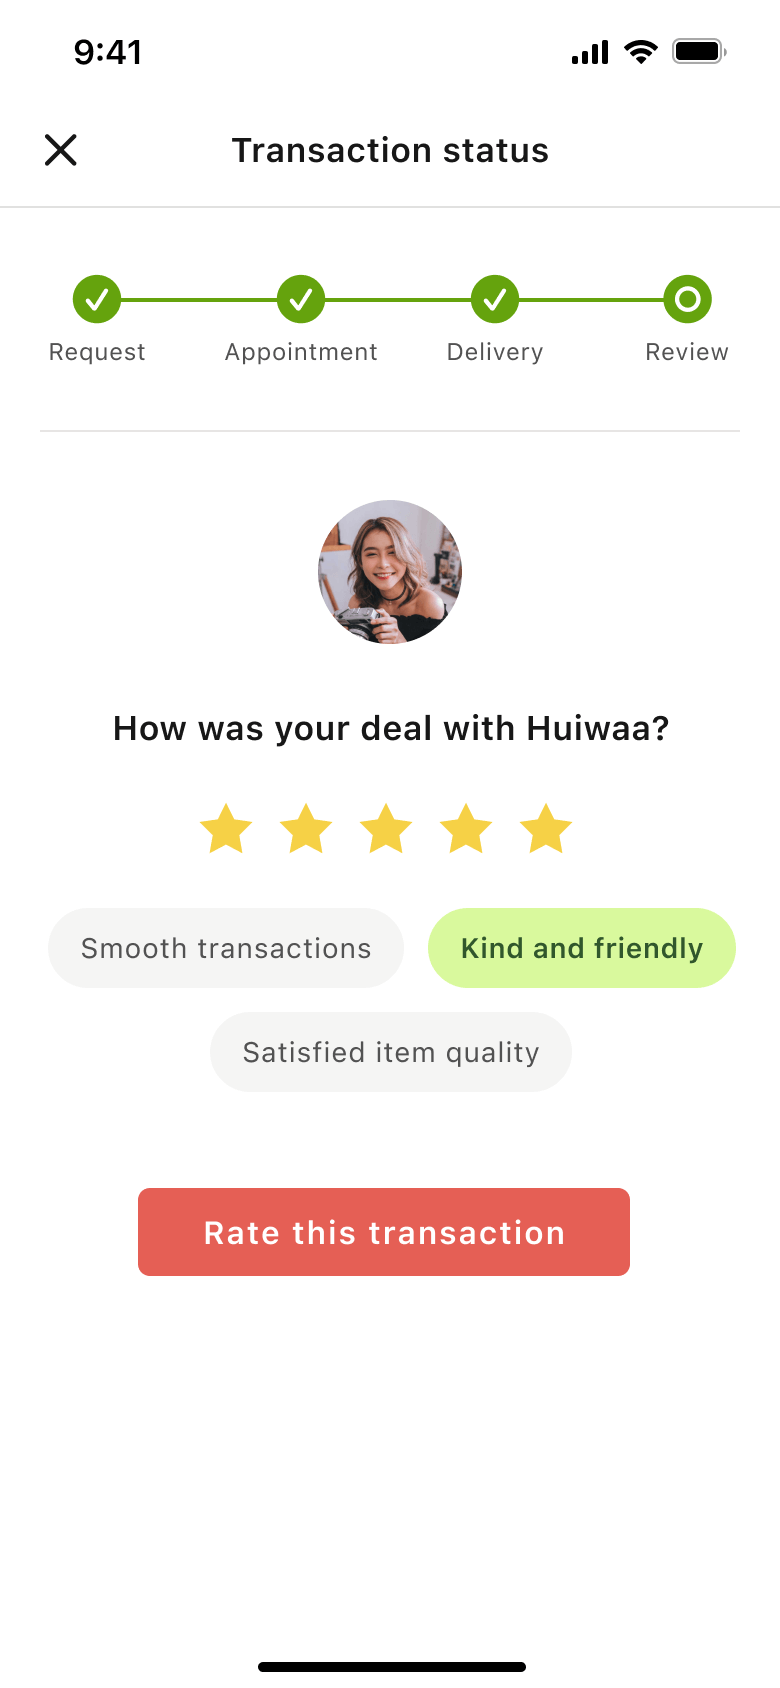 9:41
Transaction status
Request Appointment Delivery Review
How was your deal with Huiwaa?
Smooth transactions Kind and friendly
Satisfied item quality
Rate this transaction